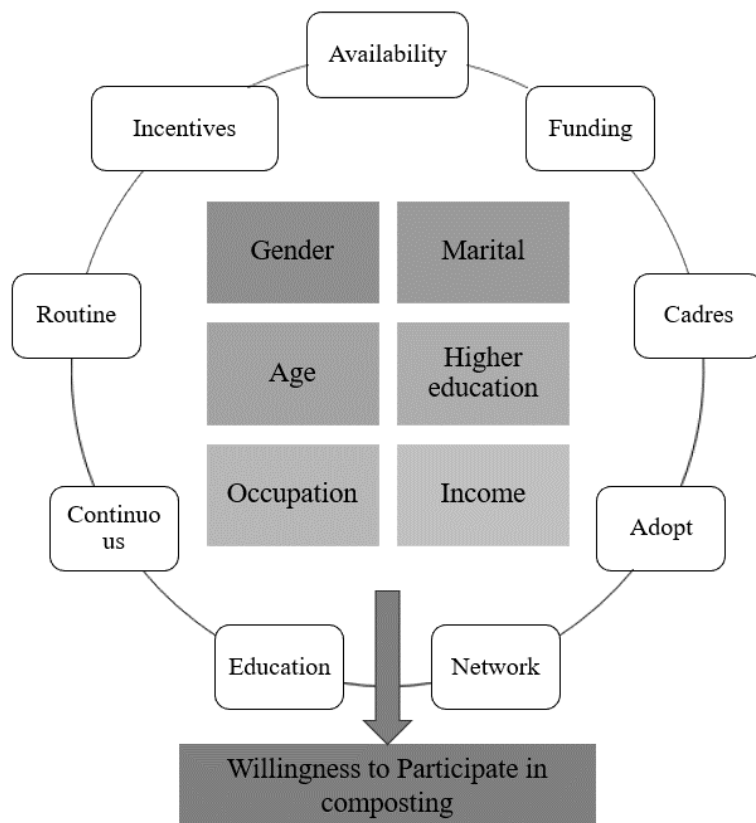 Availability
Incentives
Funding
Gender
Marital
Routine
Cadres
Age
Higher
education
Occupation
Income
Continuo
us
Adopt
Education
Network
Willingness to Participate in
composting